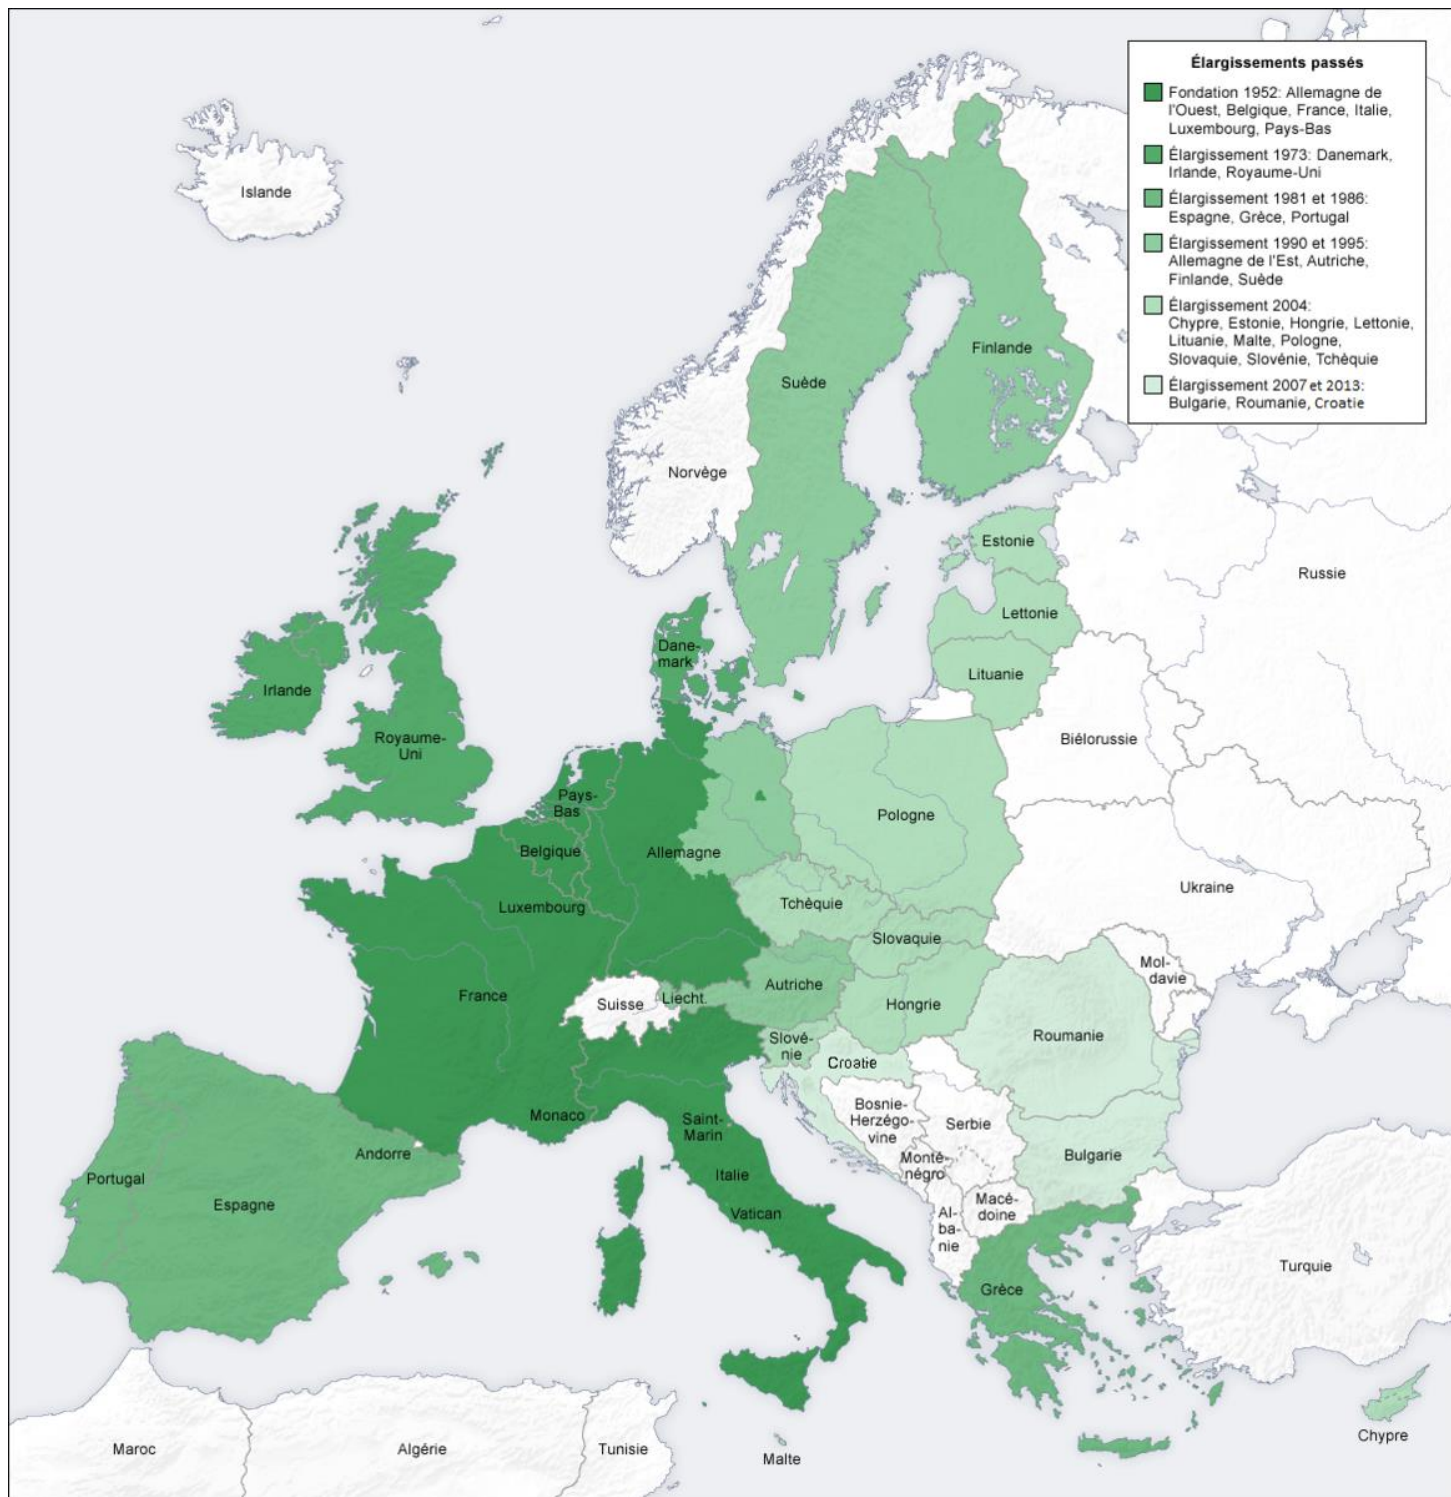 Élargissements passés
Fondation 1952: Allemagne de
l'Ouest, Belgique, France, Italie,
Luxembourg, Pays-Bas
Élargissement 1973: Danemark,
Irlande, Royaume-Uni
Élargissement 1981 et 1986:
Espagne, Grèce, Portugal
Élargissement 1990 et 1995:
Allemagne de l'Est, Autriche,
Finlande, Suède
Élargissement 2004:
Chypre, Estonie, Hongrie, Lettonie,
Lituanie, Malte, Pologne,
Slovaquie, Slovénie, Tchèquie
Élargissement 2007 et 2013:
Bulgarie, Roumanie, Croatie
Islande
Finlande
Suède
Norvège
Estonie
Russie
Lettonie
Dane-
mark
Lituanie
Irlande
Royaume-
Uni
Biélorussie
Pays-
Bas
Pologne
Belgique
Allemagne
Ukraine
Tchèquie
Luxembourg
Slovaquie
Mol-
davie
Autriche
France
Suisse
Liecht.
Hongrie
Roumanie
Slové-
nie
Croatie
Bosnie-
Herzégo-
vine
Serbie
Monaco
Saint-
Marin
Andorre
Bulgarie
Monté-
négro
Portugal
Italie
Espagne
Macé-
doine
Vatican
Al-
ba-
nie
Turquie
Grèce
Chypre
Maroc
Algérie
Tunisie
Malte